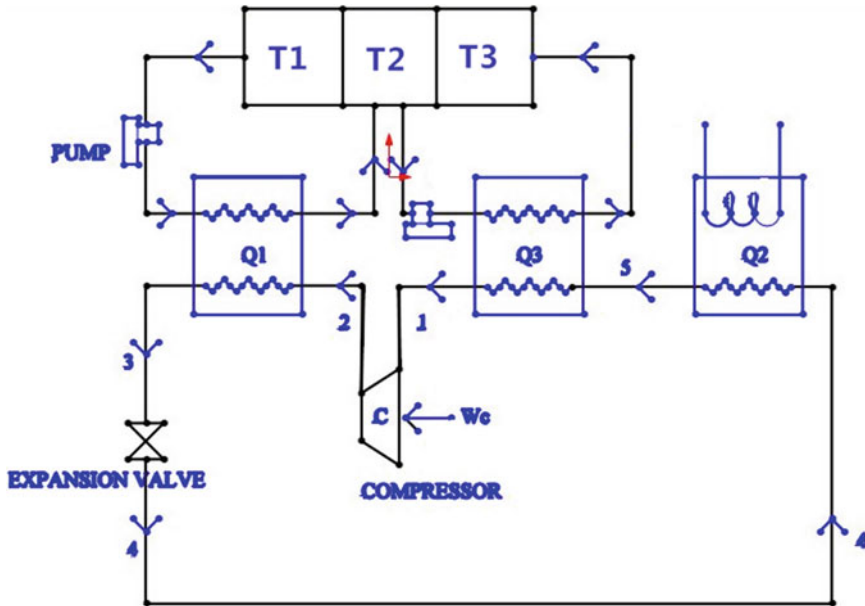 T1 T2 T3
PUMP
Q1 Q3 Q2
5
2 1
3
C Wc
EXPANSION VALVE
COMPRESSOR
4 4